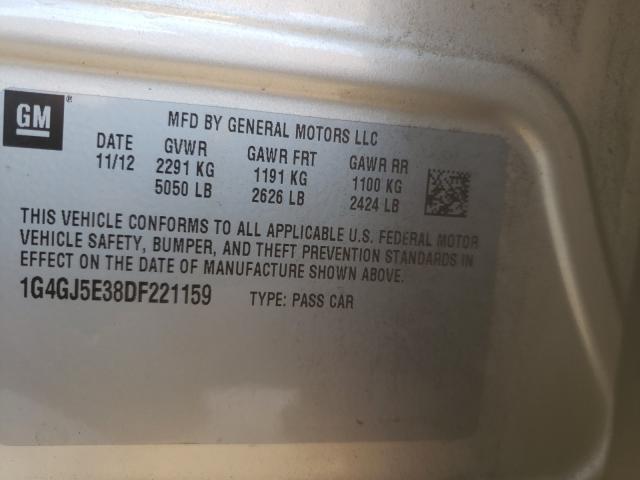 GM®
MFD BY GENERAL MOTORS LLC
DATE GVWR GAWR FRT GAWR RR
11/12 2291 KG 1191 KG 1100 KG
5050 LB 2626 LB 2424 LB
THIS VEHICLE CONFORMS TO ALL APPLICABLE U.S. FEDERAL MOTOR
VEHICLE SAFETY, BUMPER, AND THEFT PREVENTION STANDARDS IN
EFFECT ON THE DATE OF MANUFACTURE SHOWN ABOVE.
1G4GJ5E38DF221159 TYPE: PASS CAR